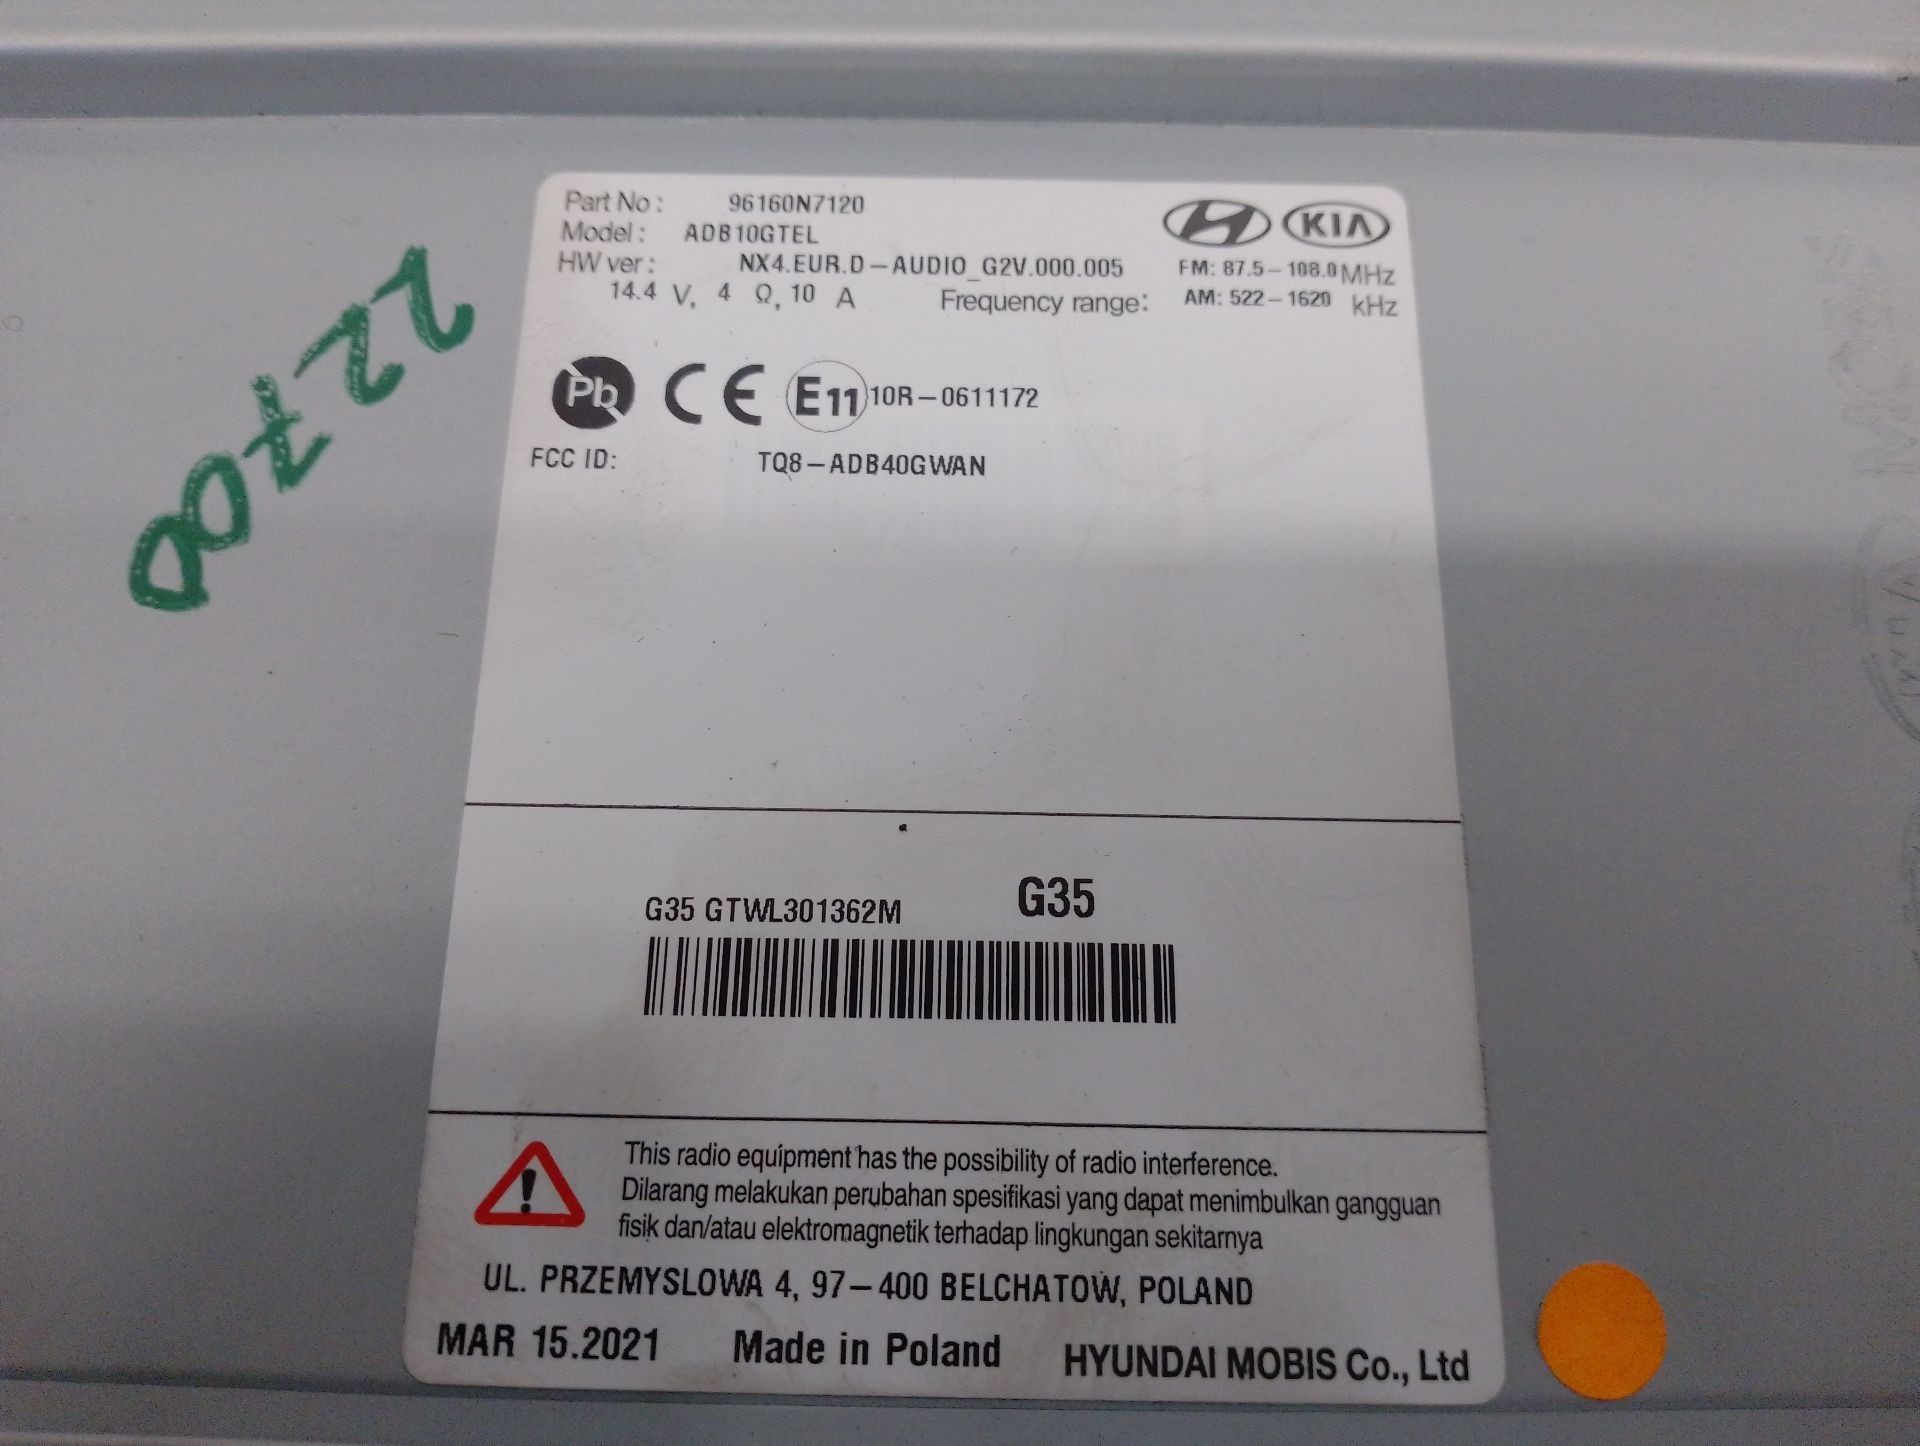 Part No: 96160N7120
Model: ADB10GTEL
HW ver: NX4.EUR.D-AUDIO_G2V.000.005
14.4 V, 4 Ω, 10 A Frequency range:
KIA
FM: 87.5-108.0 MHz
AM: 522-1620 kHz
22700
Pb CE E11 10R-0611172
FCC ID: TQ8-ADB40GWAN
G35 GTWL301362M G35
This radio equipment has the possibility of radio interference.
Dilarang melakukan perubahan spesifikasi yang dapat menimbulkan gangguan
fisik dan/atau elektromagnetik terhadap lingkungan sekitarnya
UL. PRZEMYSLOWA 4, 97-400 BELCHATOW, POLAND
MAR 15.2021 Made in Poland HYUNDAI MOBIS Co., Ltd